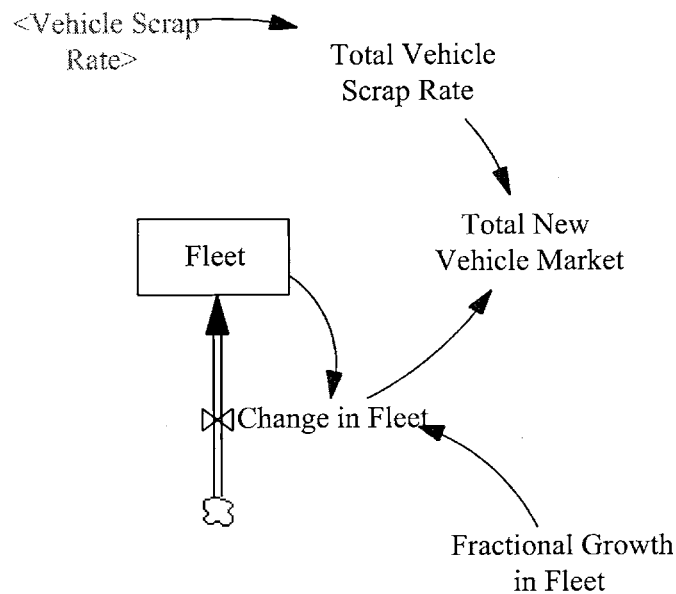 <Vehicle Scrap
Rate>
Total Vehicle
Scrap Rate
Total New
Vehicle Market
Fleet
Change in Fleet
Fractional Growth
in Fleet